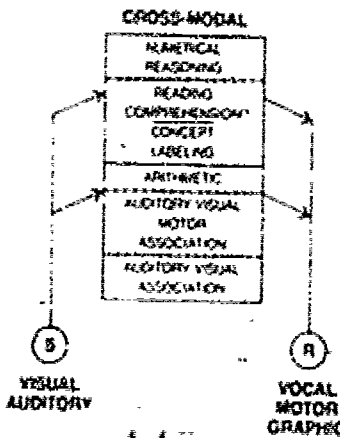 CROSS-MODAL
NUMERICAL
REASONING
READING
COMPREHENSION
CONCEPT
LABELING
ARITHMETIC
AUDITORY VISUAL
MOTOR
ASSOCIATION
AUDITORY VISUAL
ASSOCIATION
S
R
VISUAL
AUDITORY
VOCAL
MOTOR
GRAPHIC